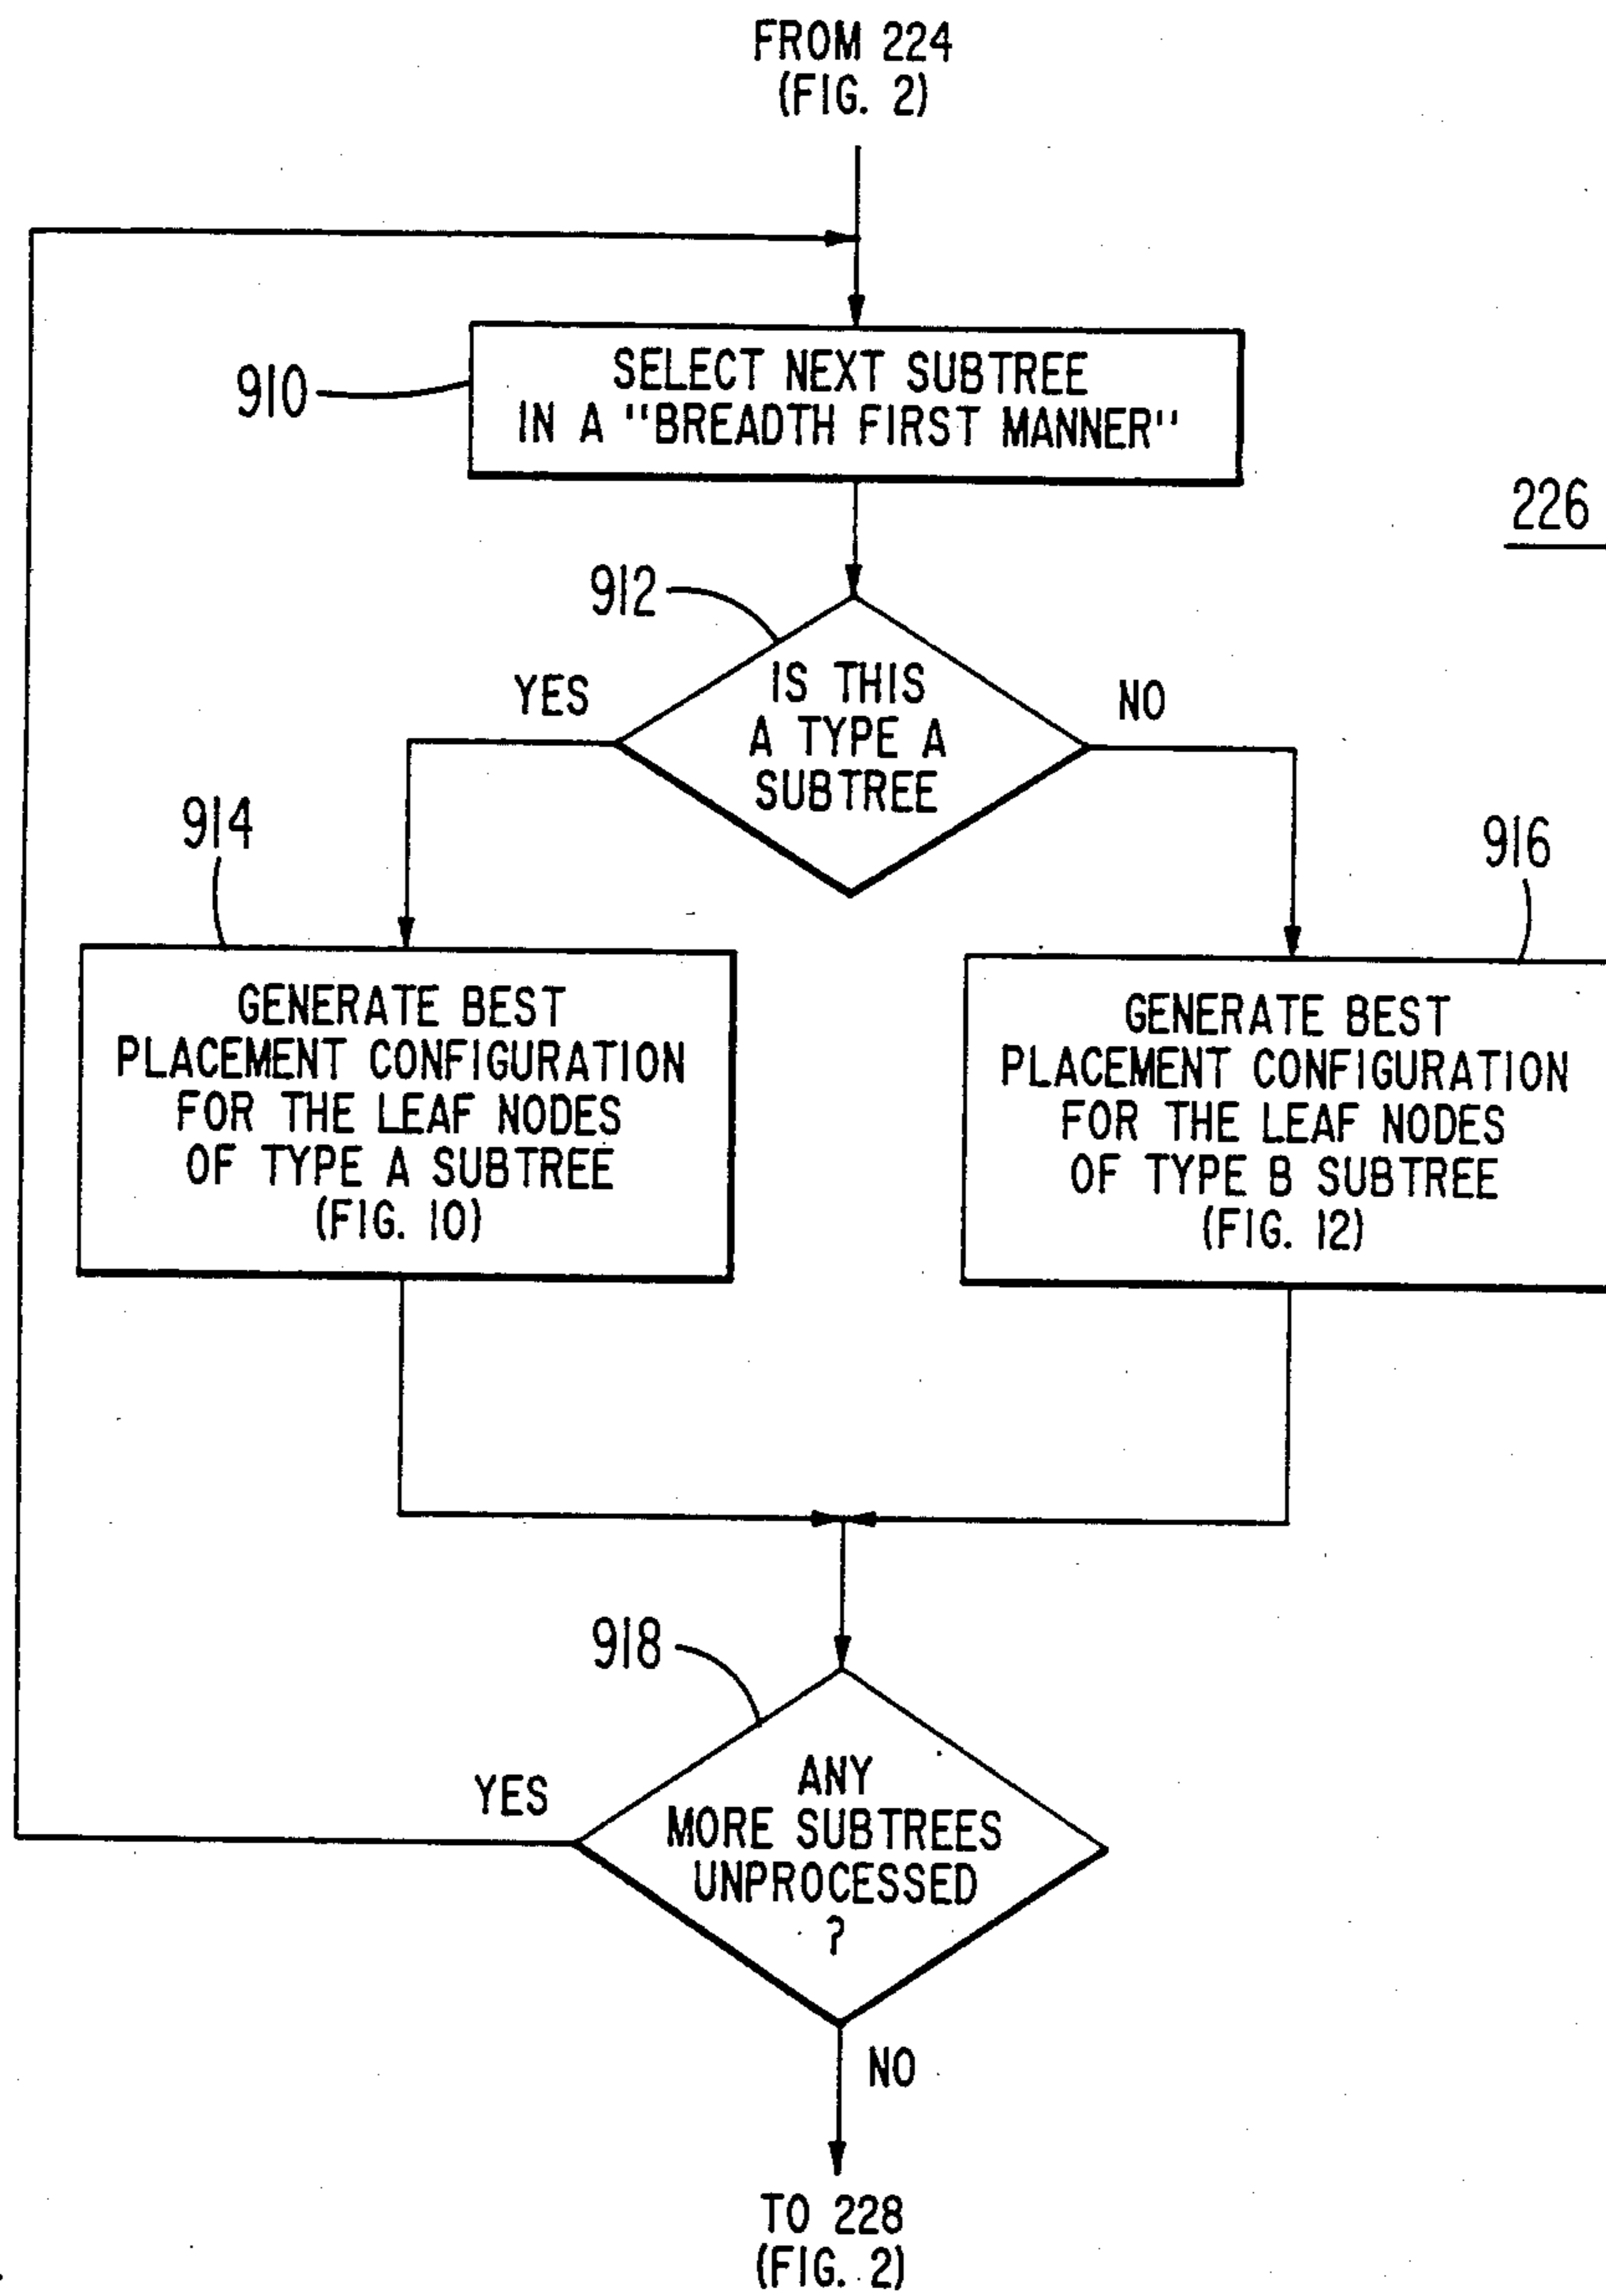 FROM 224
(FIG. 2)
910
SELECT NEXT SUBTREE
IN A "BREADTH FIRST MANNER"
226
912
IS THIS
A TYPE A
SUBTREE
YES
NO
914
916
GENERATE BEST
PLACEMENT CONFIGURATION
FOR THE LEAF NODES
OF TYPE A SUBTREE
(FIG. 10)
GENERATE BEST
PLACEMENT CONFIGURATION
FOR THE LEAF NODES
OF TYPE B SUBTREE
(FIG. 12)
918
ANY
MORE SUBTREES
UNPROCESSED
?
YES
NO
TO 228
(FIG. 2)